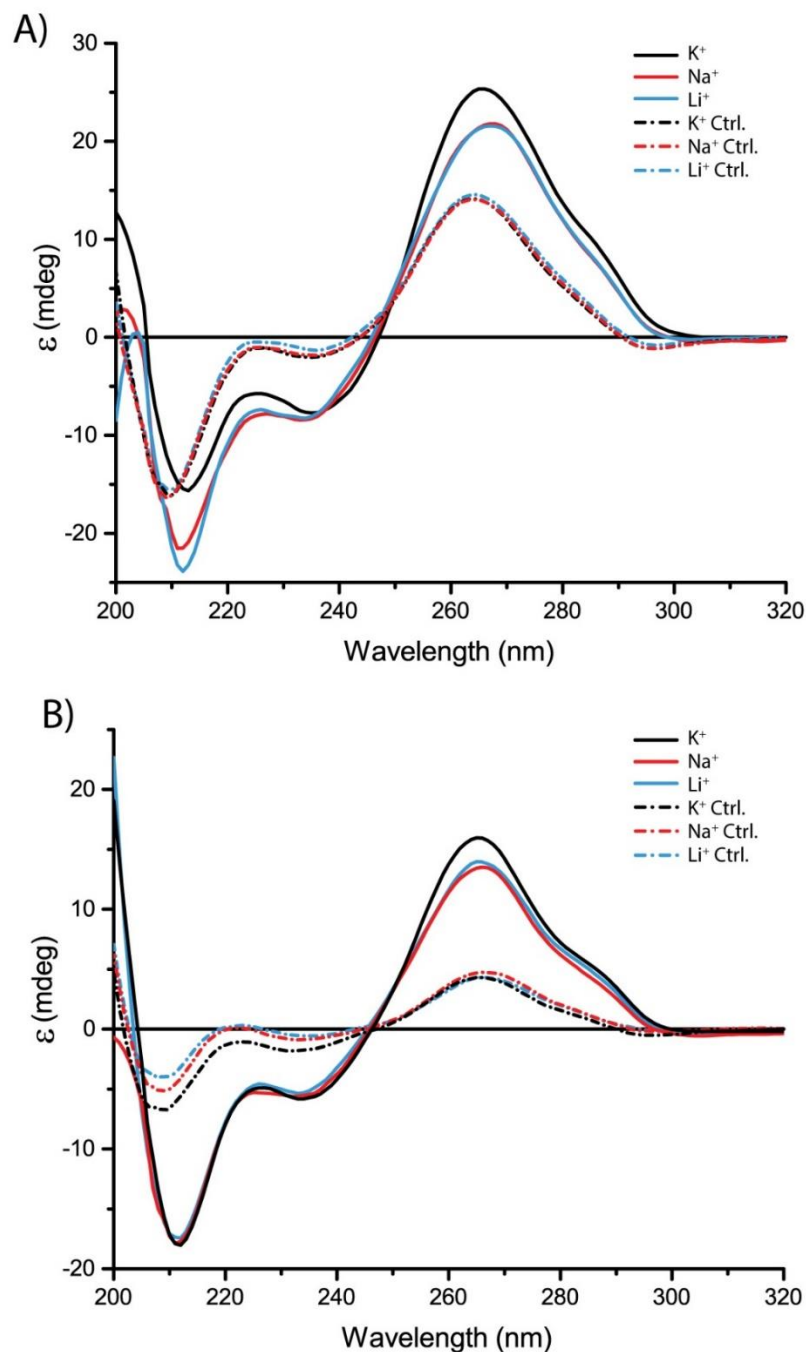 A)
30
20
10
0
-10
-20
ε (mdeg)
K⁺
Na⁺
Li⁺
K⁺ Ctrl.
Na⁺ Ctrl.
Li⁺ Ctrl.
200 220 240 260 280 300 320
Wavelength (nm)
B)
20
10
0
-10
-20
ε (mdeg)
K⁺
Na⁺
Li⁺
K⁺ Ctrl.
Na⁺ Ctrl.
Li⁺ Ctrl.
200 220 240 260 280 300 320
Wavelength (nm)